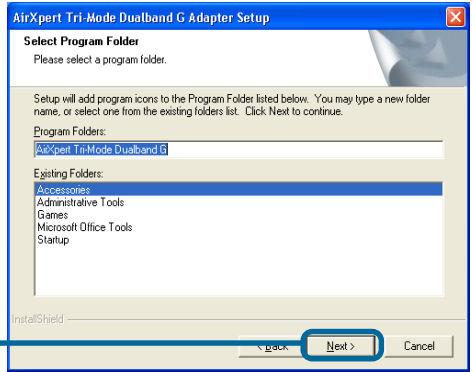 AirXpert Tri-Mode Dualband G Adapter Setup
Select Program Folder
Please select a program folder.
Setup will add program icons to the Program Folder listed below. You may type a new folder
name, or select one from the existing folders list. Click Next to continue.
Program Folders:
AirXpert Tri-Mode Dualband G
Existing Folders:
Accessories
Administrative Tools
Games
Microsoft Office Tools
Startup
InstallShield
< Back Next > Cancel